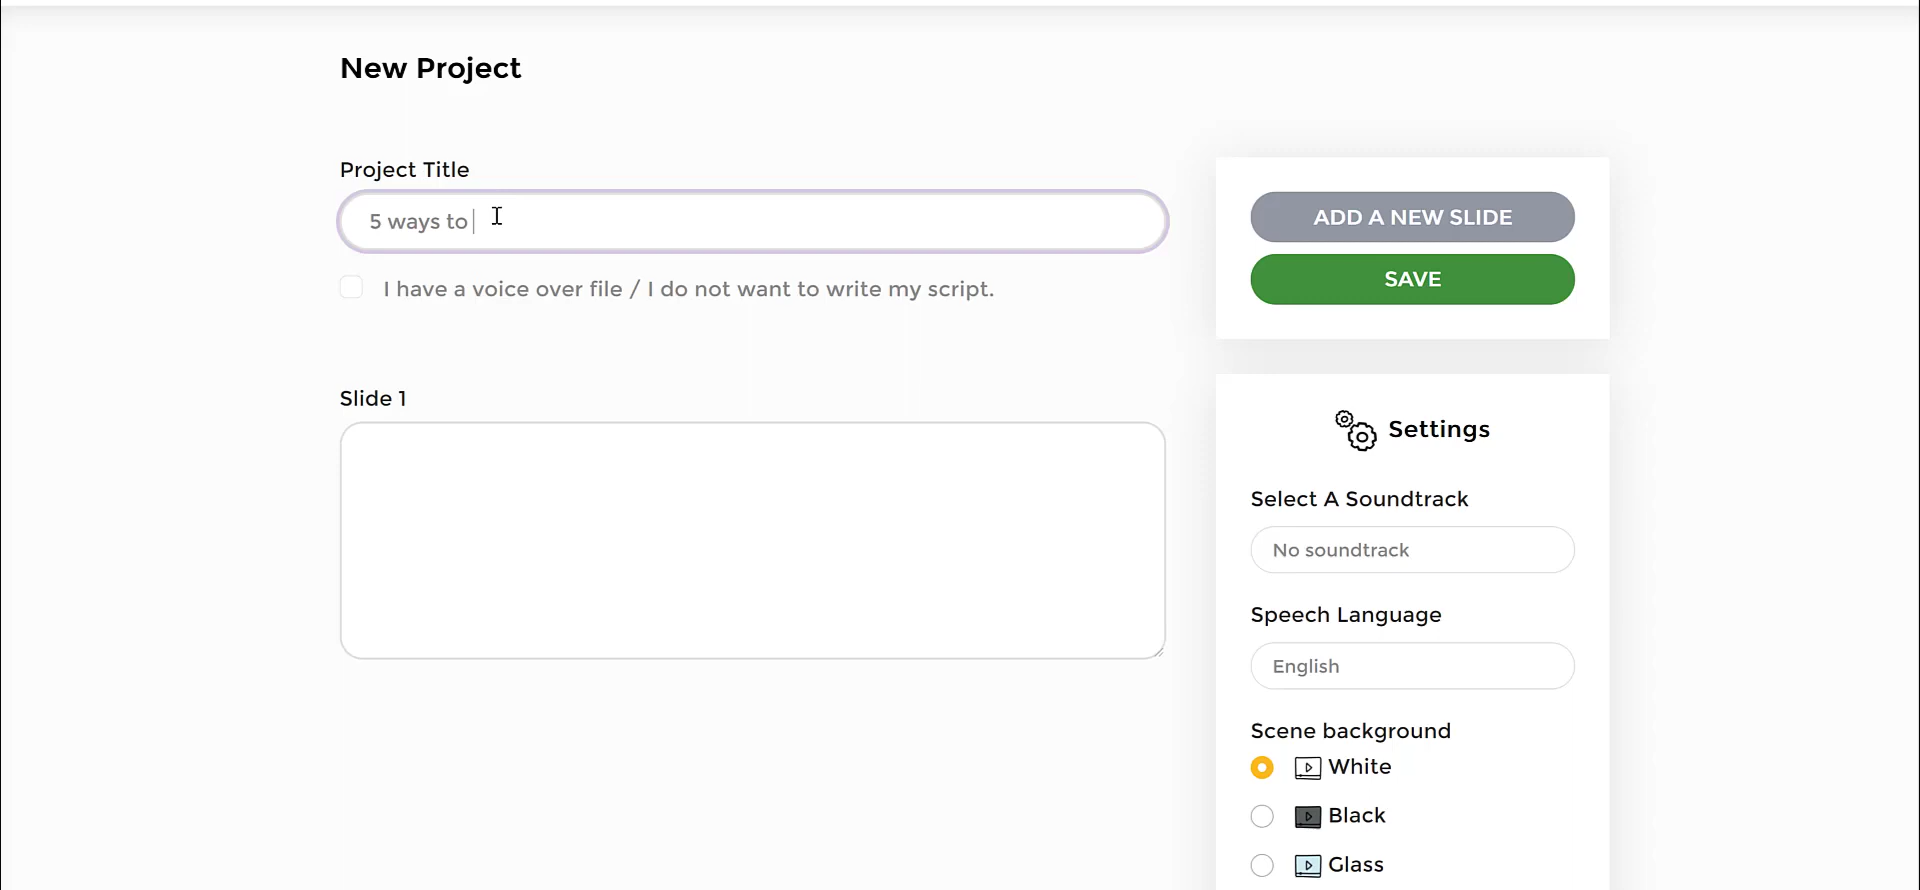 New Project
Project Title
5 ways to
I have a voice over file / I do not want to write my script.
Slide 1
ADD A NEW SLIDE
SAVE
Settings
Select A Soundtrack
No soundtrack
Speech Language
English
Scene background
White
Black
Glass